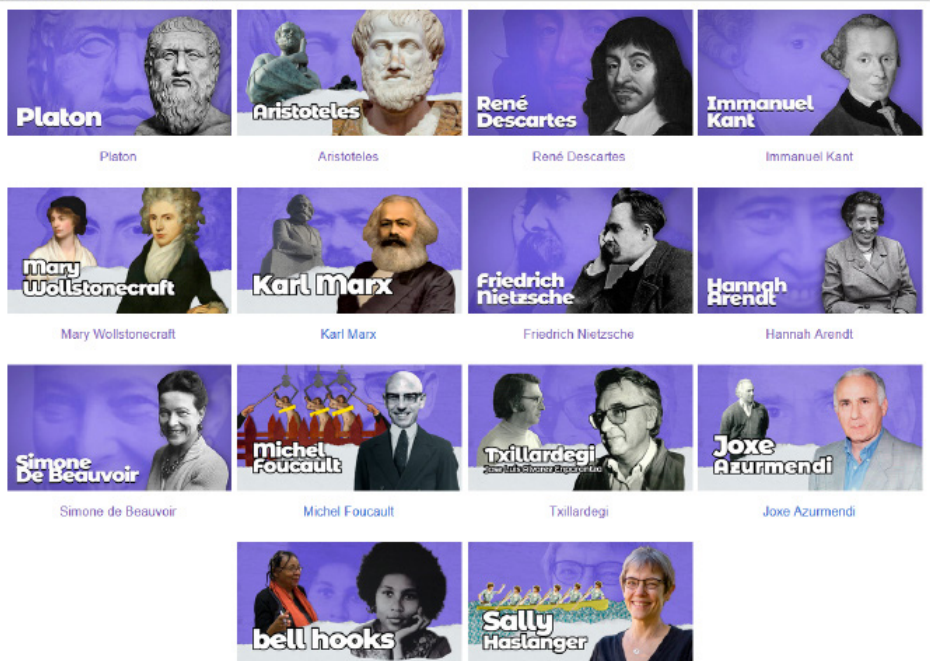 Platon
Aristoteles
René
Descartes
Immanuel
Kant
Platon
Aristoteles
René Descartes
Immanuel Kant
Mary
Wollstonecraft
Karl Marx
Friedrich
Nietzsche
Hannah
Arendt
Mary Wollstonecraft
Karl Marx
Friedrich Nietzsche
Hannah Arendt
Simone
De Beauvoir
Michel
Foucault
Txillardegi
Jose Luis Alvarez Enparantza
Joxe
Azurmendi
Simone de Beauvoir
Michel Foucault
Txillardegi
Joxe Azurmendi
bell hooks
Sally
Haslanger